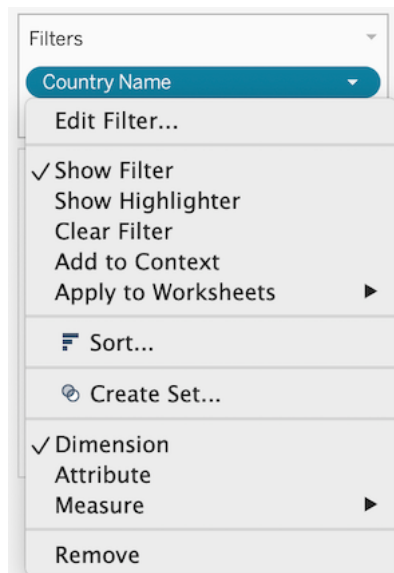 Filters
Country Name
Edit Filter...
Show Filter
Show Highlighter
Clear Filter
Add to Context
Apply to Worksheets
Sort...
Create Set...
Dimension
Attribute
Measure
Remove